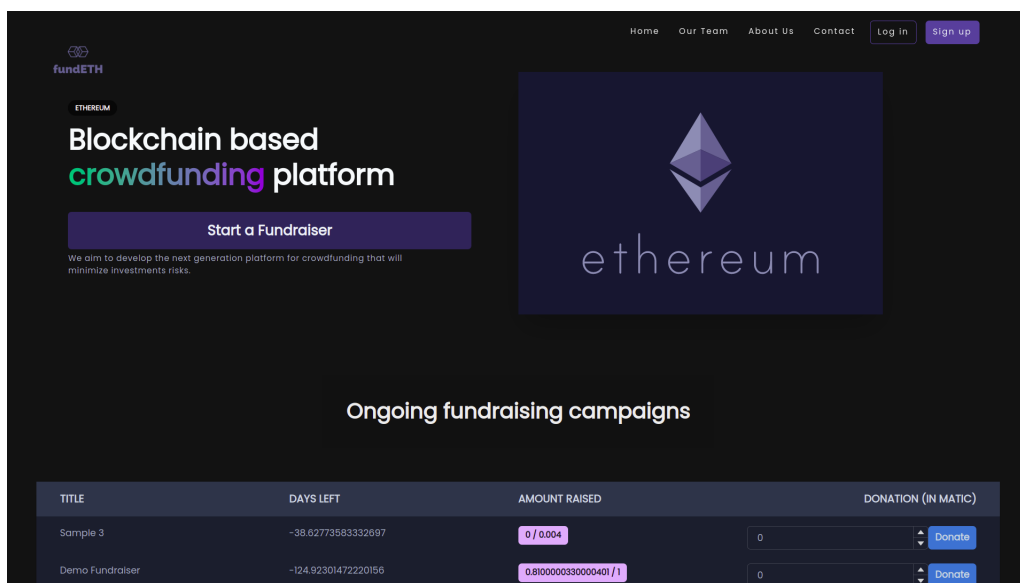 Home Our Team About Us Contact Log in Sign up
fundETH
ETHEREUM
Blockchain based
crowdfunding platform
Start a Fundraiser
We aim to develop the next generation platform for crowdfunding that will
minimize investments risks.
ethereum
Ongoing fundraising campaigns
TITLE DAYS LEFT AMOUNT RAISED DONATION (IN MATIC)
Sample 3 -38.62773583332697 0 / 0.004 0 Donate
Demo Fundraiser -124.92301472220156 0.8100000330000401 / 1 0 Donate